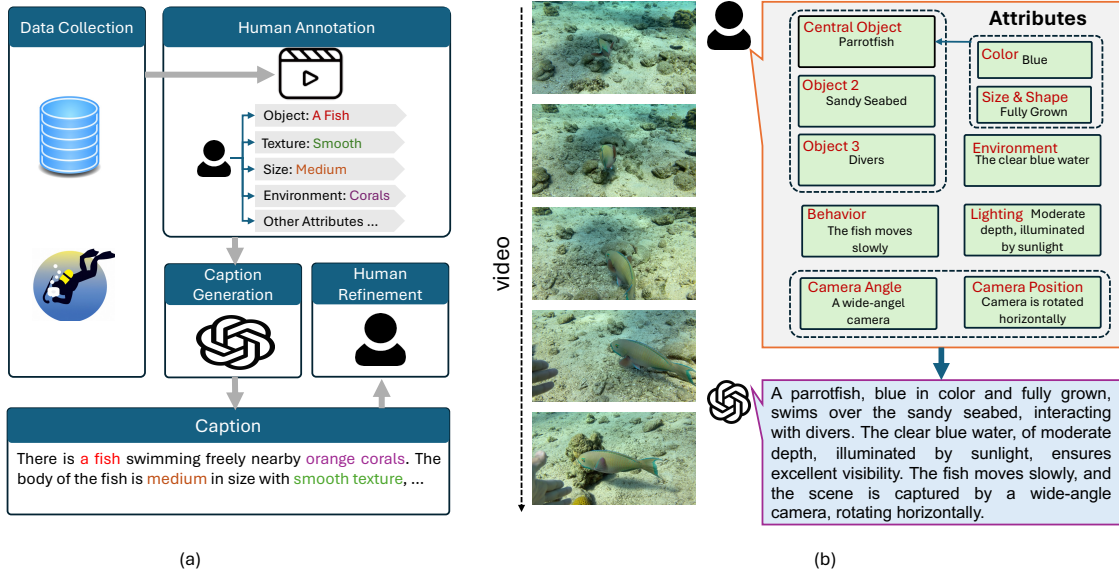 Data Collection
Human Annotation
Object: A Fish
Texture: Smooth
Size: Medium
Environment: Corals
Other Attributes ...
Caption
Generation
Human
Refinement
Caption
There is a fish swimming freely nearby orange corals. The
body of the fish is medium in size with smooth texture, ...
(a)
video
Attributes
Central Object
Parrotfish
Color
Blue
Object 2
Sandy Seabed
Size & Shape
Fully Grown
Object 3
Divers
Environment
The clear blue water
Behavior
The fish moves
slowly
Lighting Moderate
depth, illuminated
by sunlight
Camera Angle
A wide-angel
camera
Camera Position
Camera is rotated
horizontally
A parrotfish, blue in color and fully grown,
swims over the sandy seabed, interacting
with divers. The clear blue water, of moderate
depth, illuminated by sunlight, ensures
excellent visibility. The fish moves slowly, and
the scene is captured by a wide-angle
camera, rotating horizontally.
(b)